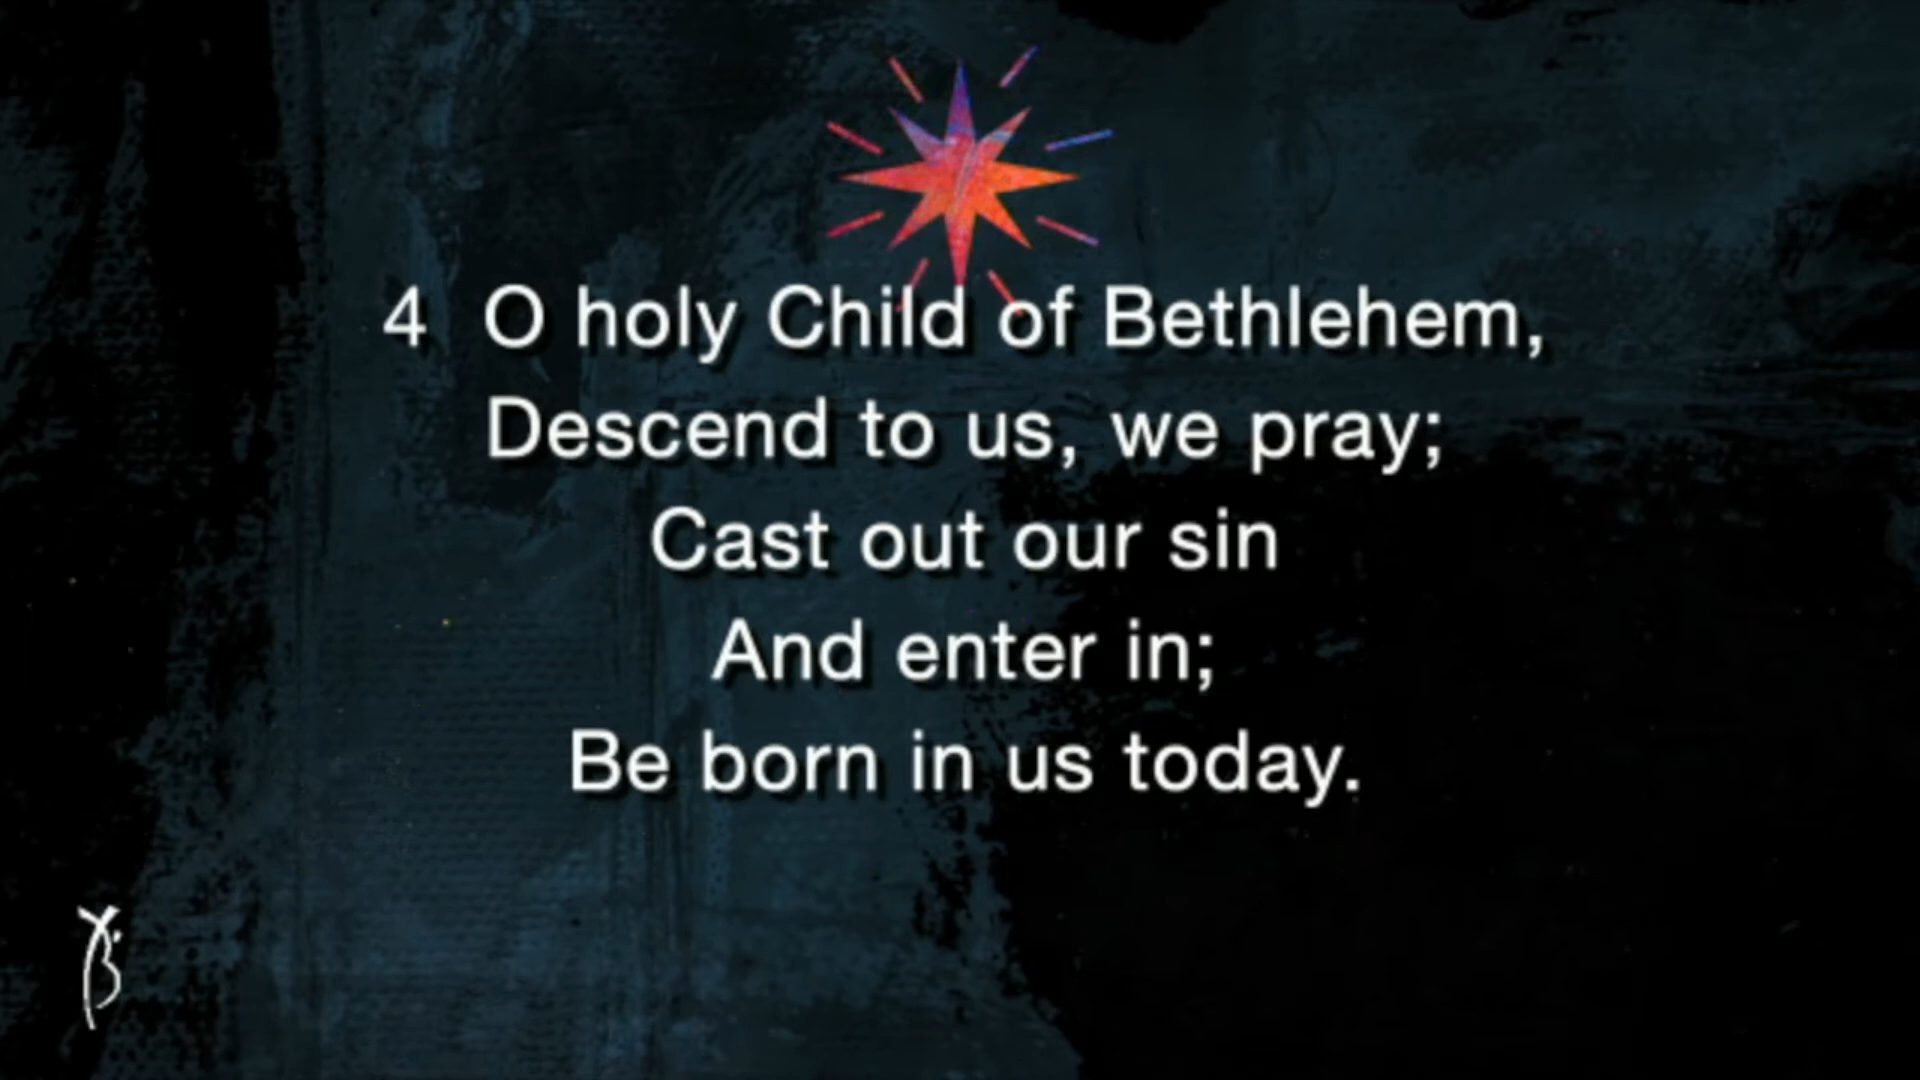 4 O holy Child of Bethlehem,
Descend to us, we pray;
Cast out our sin
And enter in;
Be born in us today.